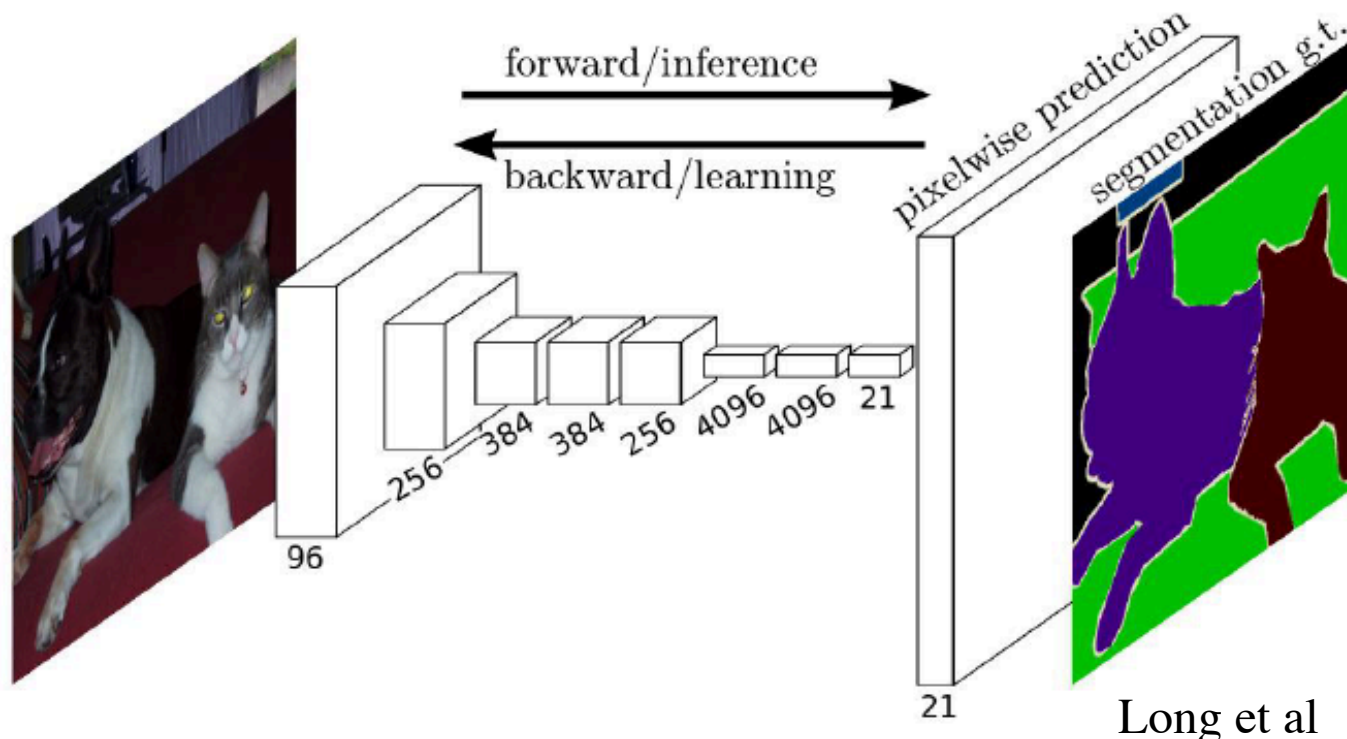 forward/inference
backward/learning
pixelwise prediction
segmentation g.t.
96
256
384
384
256
4096
4096
21
21
Long et al